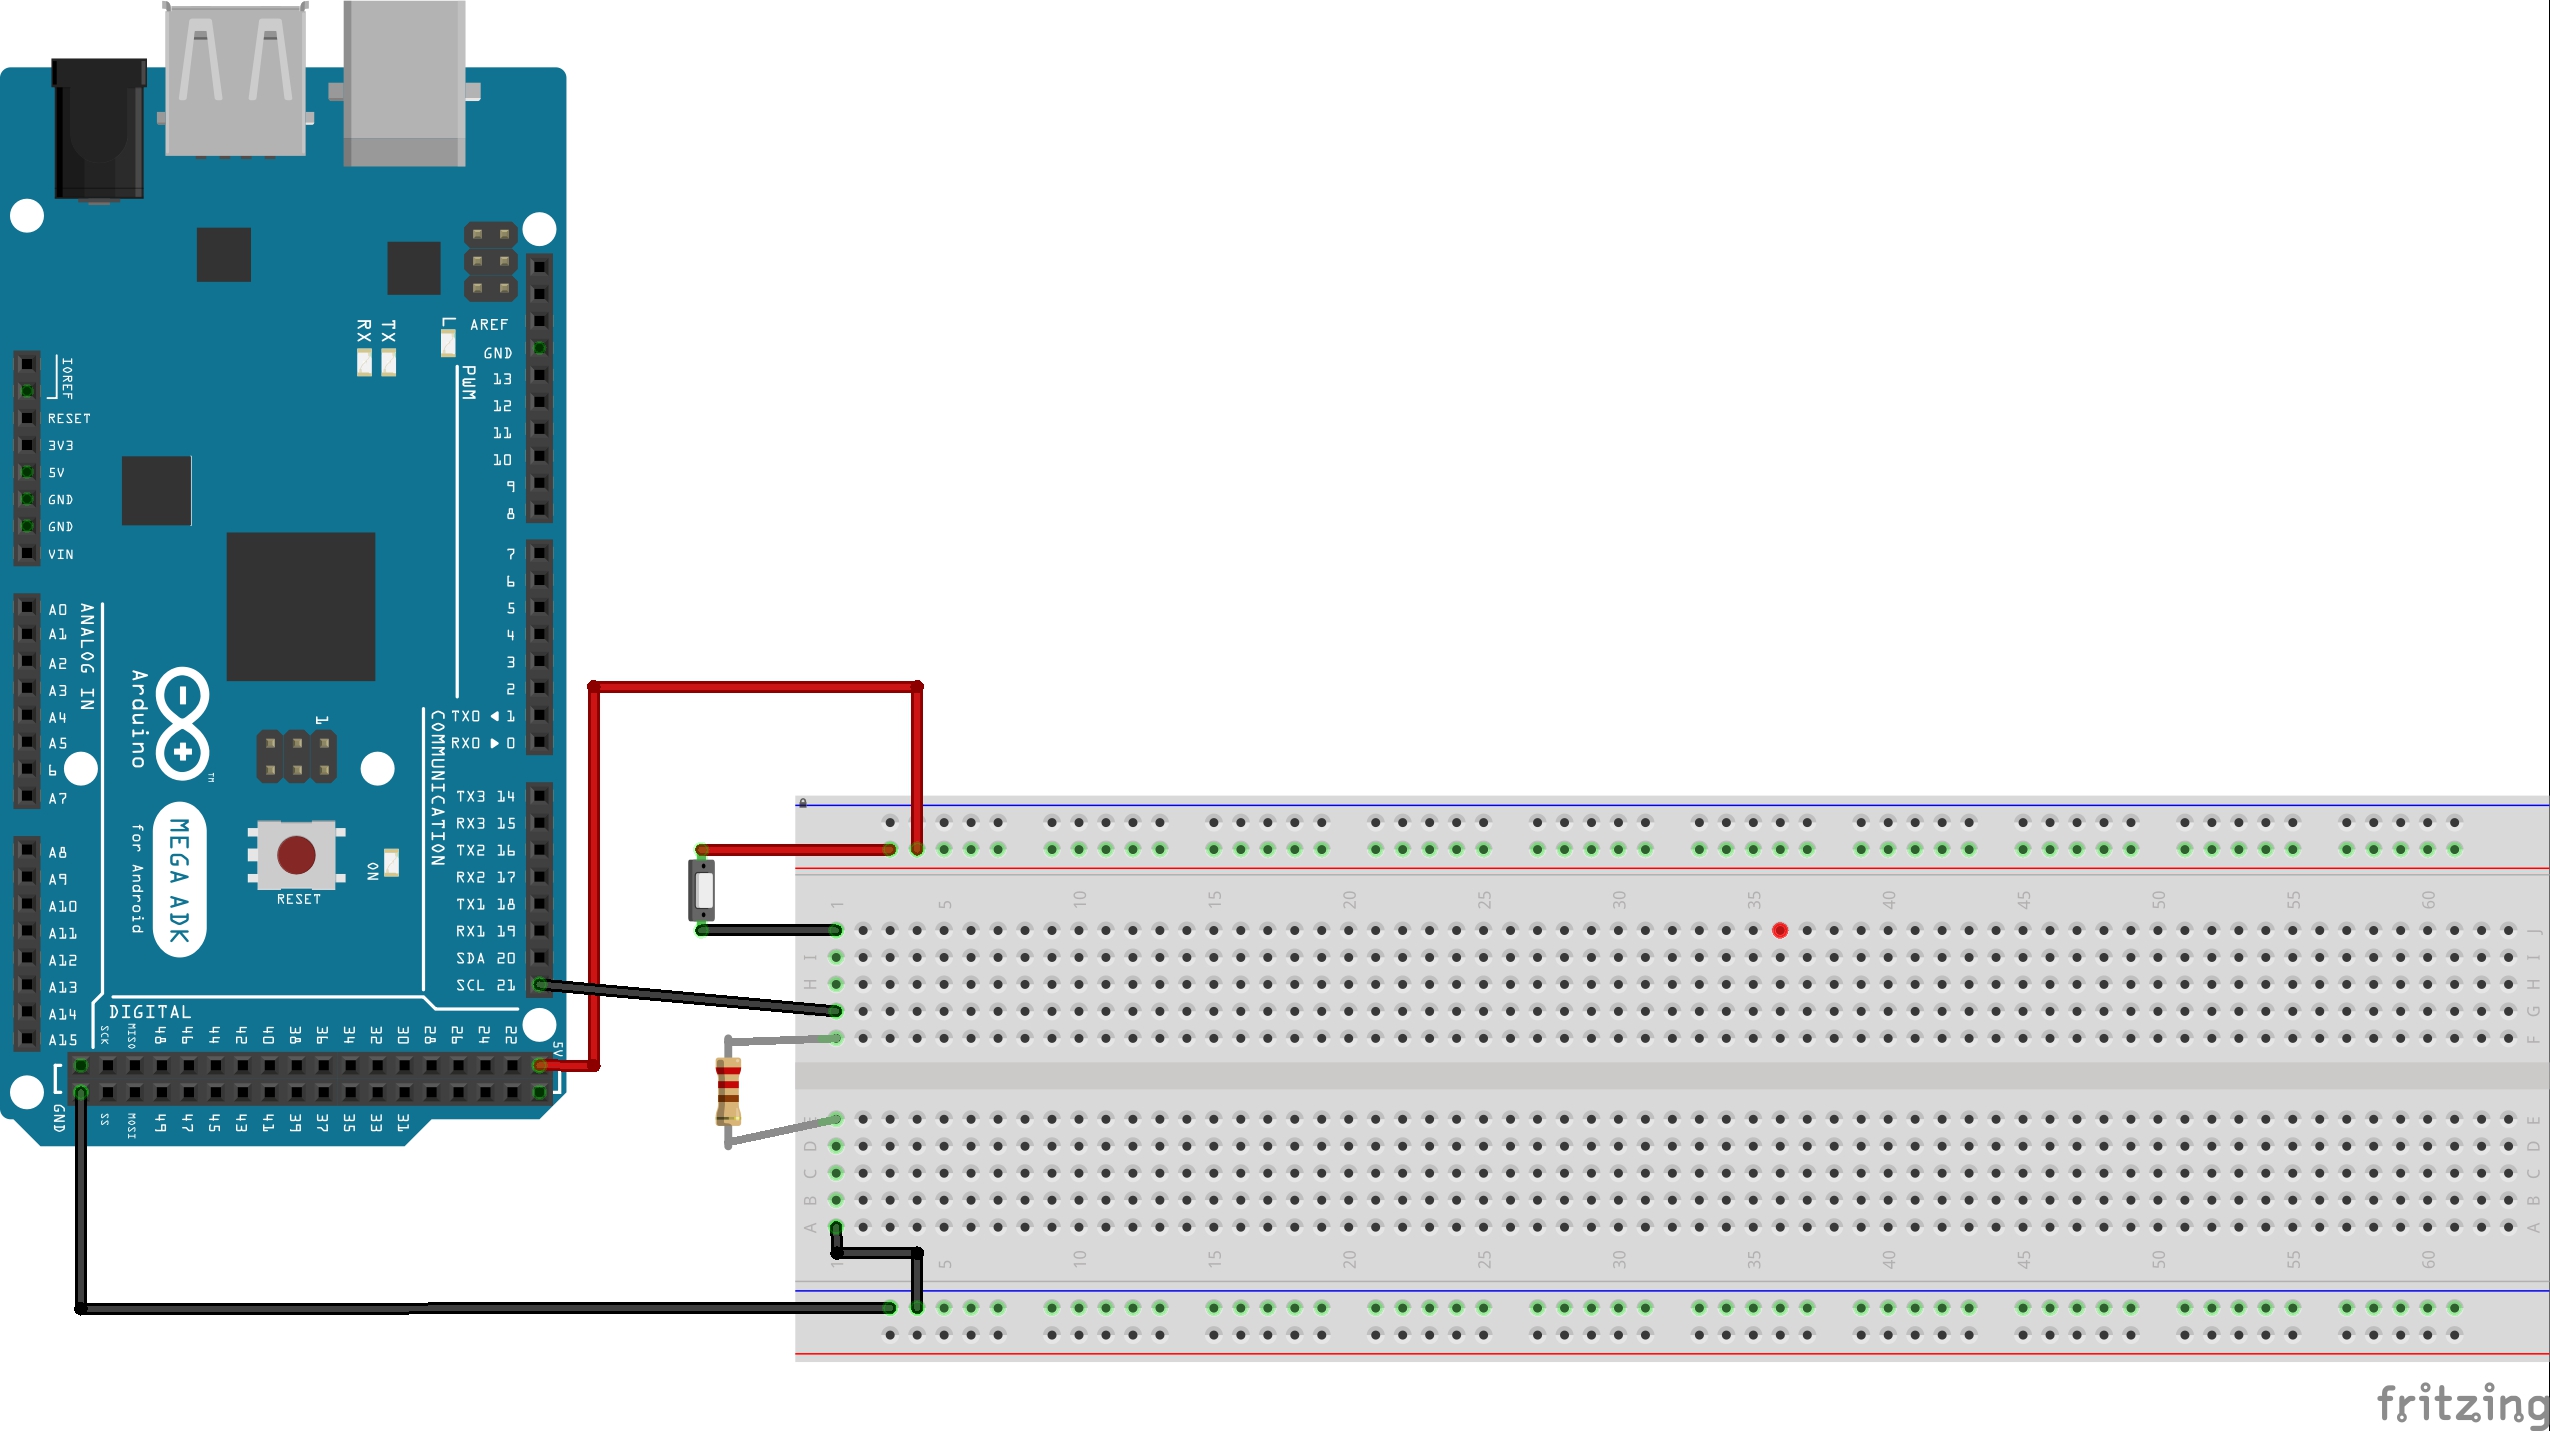 RX
TX
L
AREF
GND
PWM
13
12
11
10
9
8
7
6
5
4
3
2
TX0 ◀ 1
RX0 ▶ 0
COMMUNICATION
TX3 14
RX3 15
TX2 16
RX2 17
TX1 18
RX1 19
SDA 20
SCL 21
IOREF
RESET
3V3
5V
GND
GND
VIN
ANALOG IN
A0
A1
A2
A3
A4
A5
6
A7
A8
A9
A10
A11
A12
A13
A14
A15
Arduino
TM
MEGA ADK
for Android
1
RESET
ON
DIGITAL
SCK MISO 48 46 44 42 40 38 36 34 32 30 28 26 24 22
5V
GND
SS MOSI 49 47 45 43 41 39 37 35 33 31
1 5 10 15 20 25 30 35 40 45 50 55 60
J
I I
H H
G G
F F
E E
D D
C C
B B
A A
1 5 10 15 20 25 30 35 40 45 50 55 60
fritzing